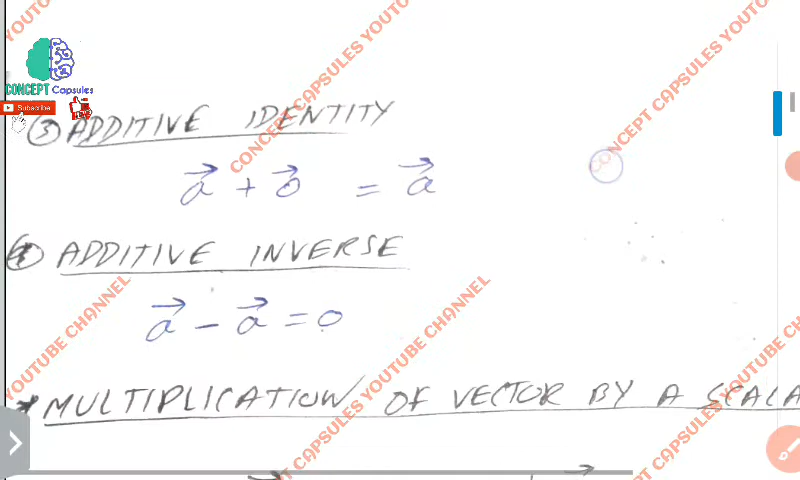 CONCEPT Capsules
Subscribe
③ ADDITIVE IDENTITY
a⃗ + 0⃗ = a⃗
④ ADDITIVE INVERSE
a⃗ − a⃗ = 0
* MULTIPLICATION OF VECTOR BY A SCALA
CONCEPT CAPSULES YOUTUBE CHANNEL